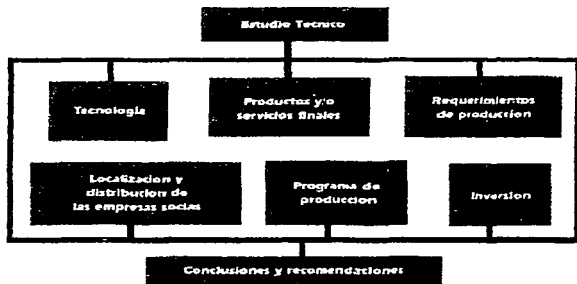 Estudio Tecnico
Tecnología
Productos y/o
servicios finales
Requerimientos
de produccion
Localizacion y
distribucion de
las empresas socias
Programa de
produccion
Inversion
Conclusiones y recomendaciones